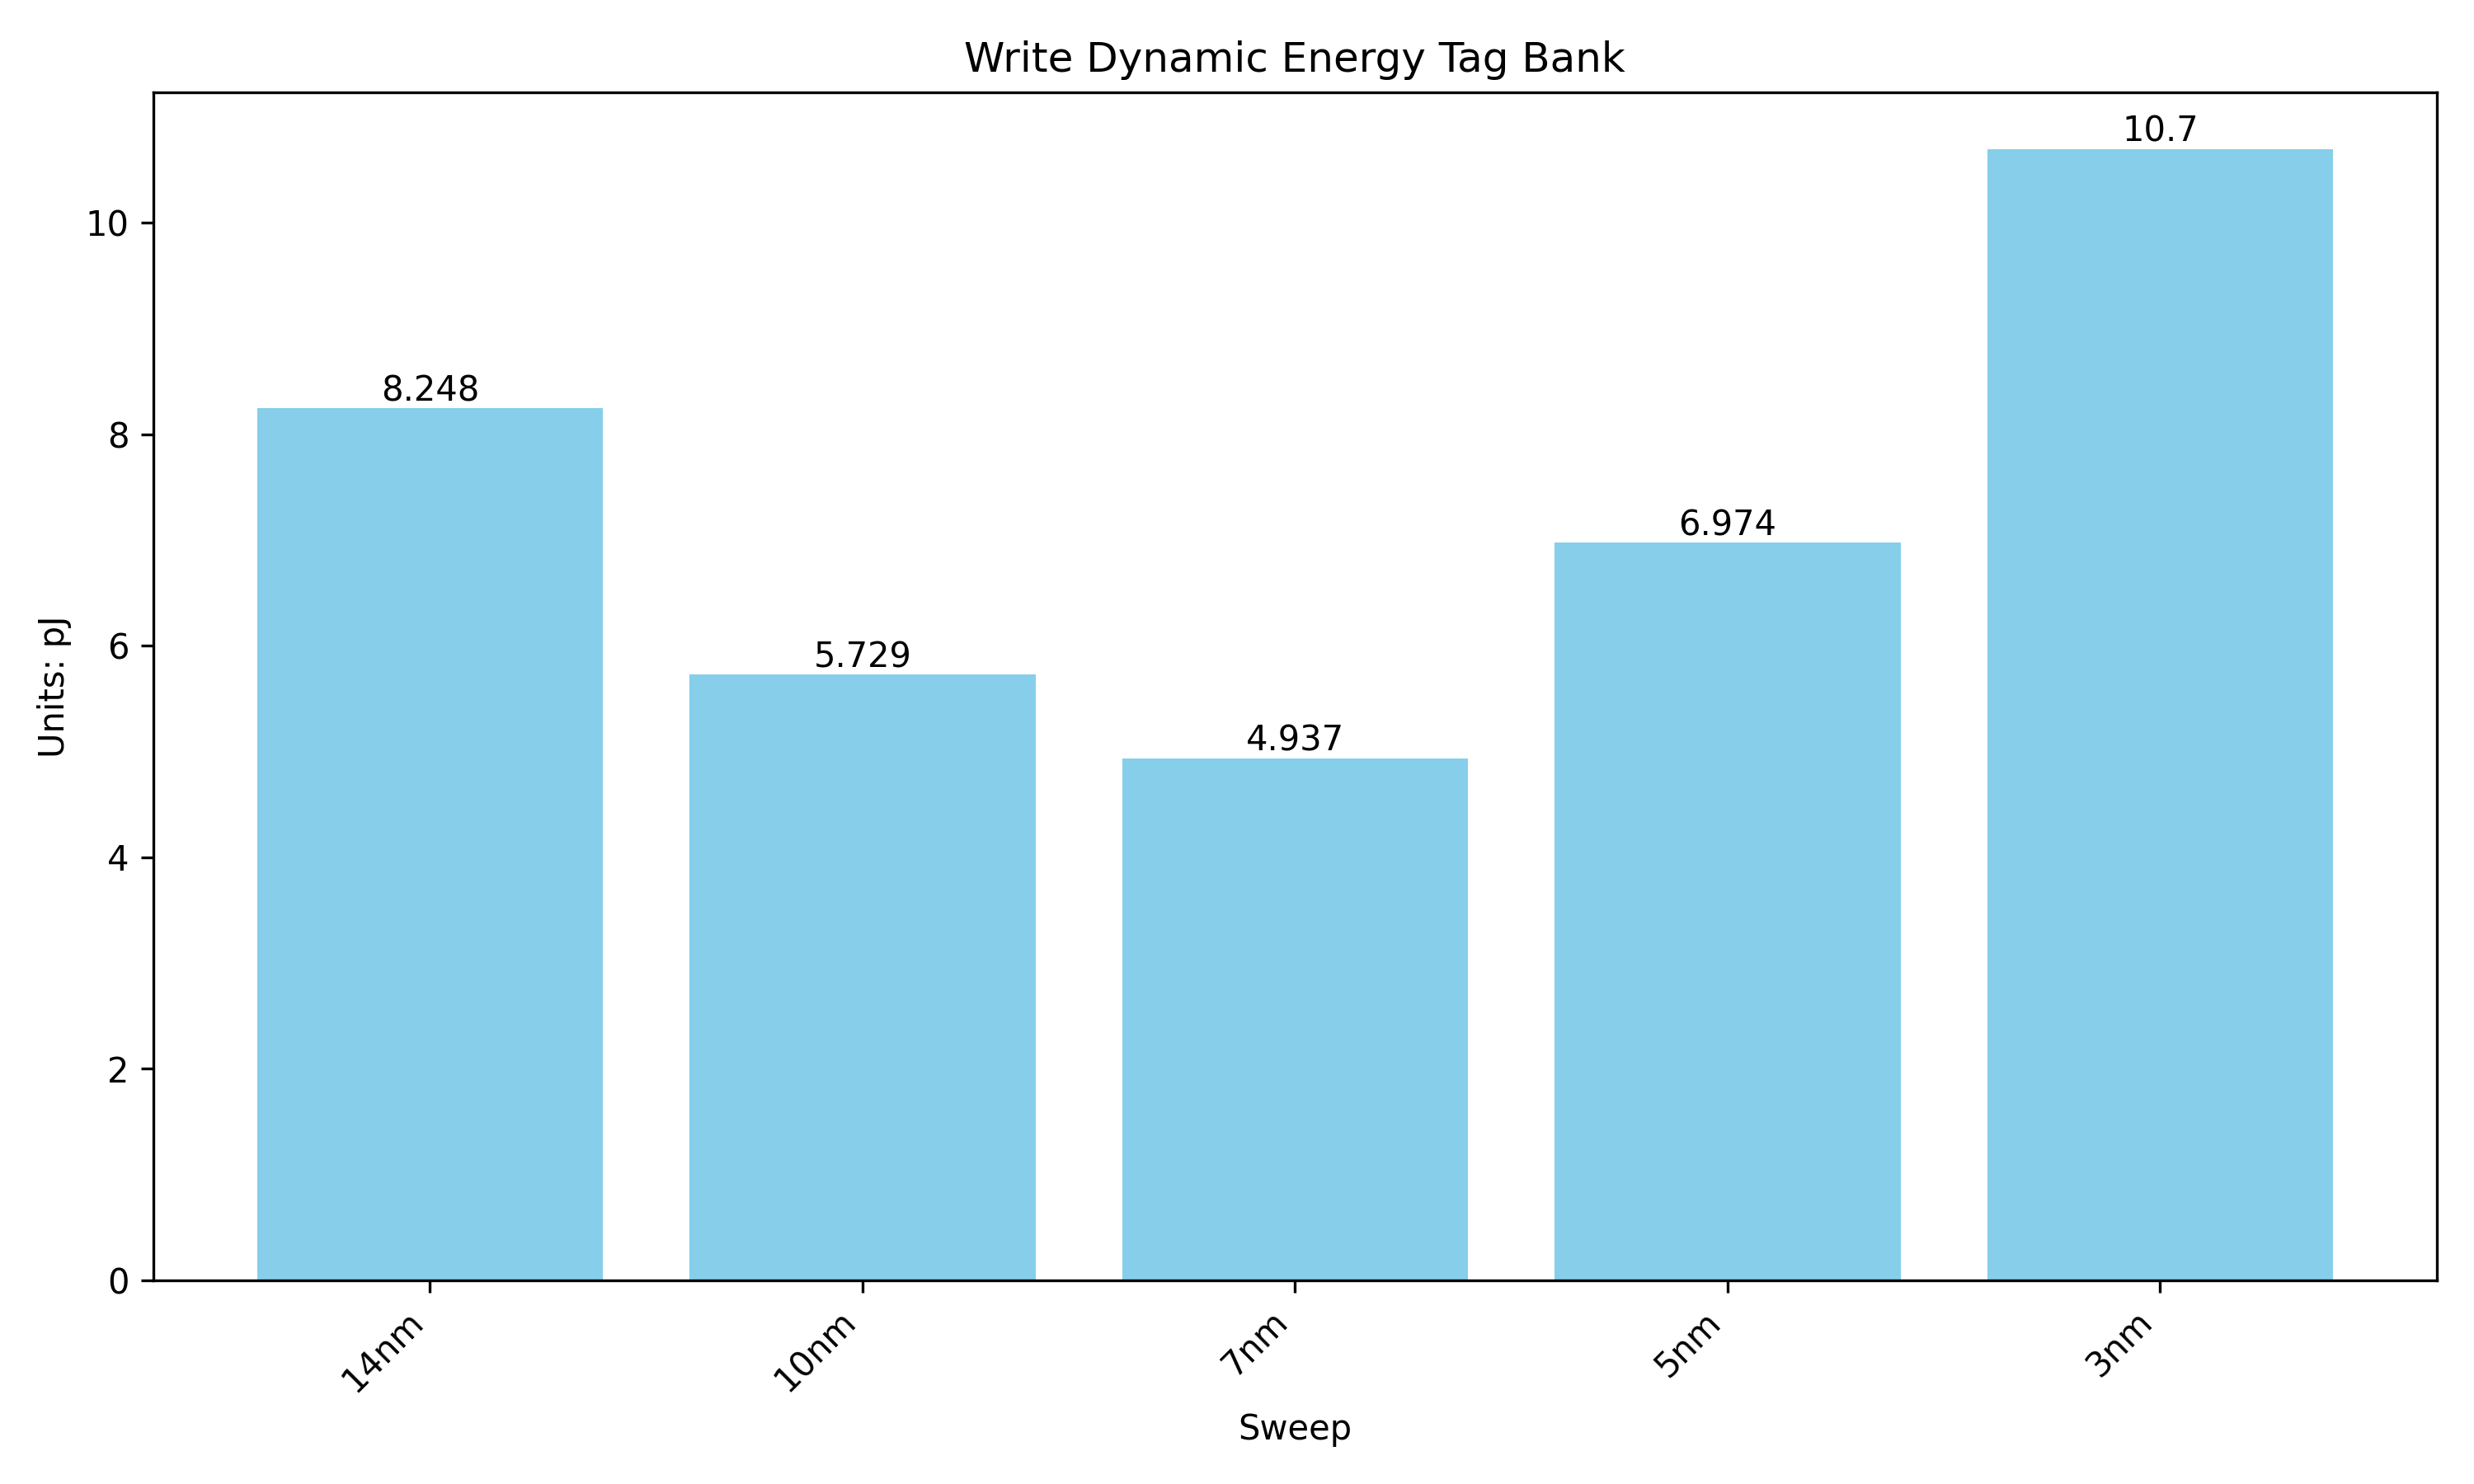 Write Dynamic Energy Tag Bank
10.7
10
8.248
8
6.974
5.729
6
Units: pJ
4.937
4
2
0
14nm
10nm
7nm
5nm
3nm
Sweep